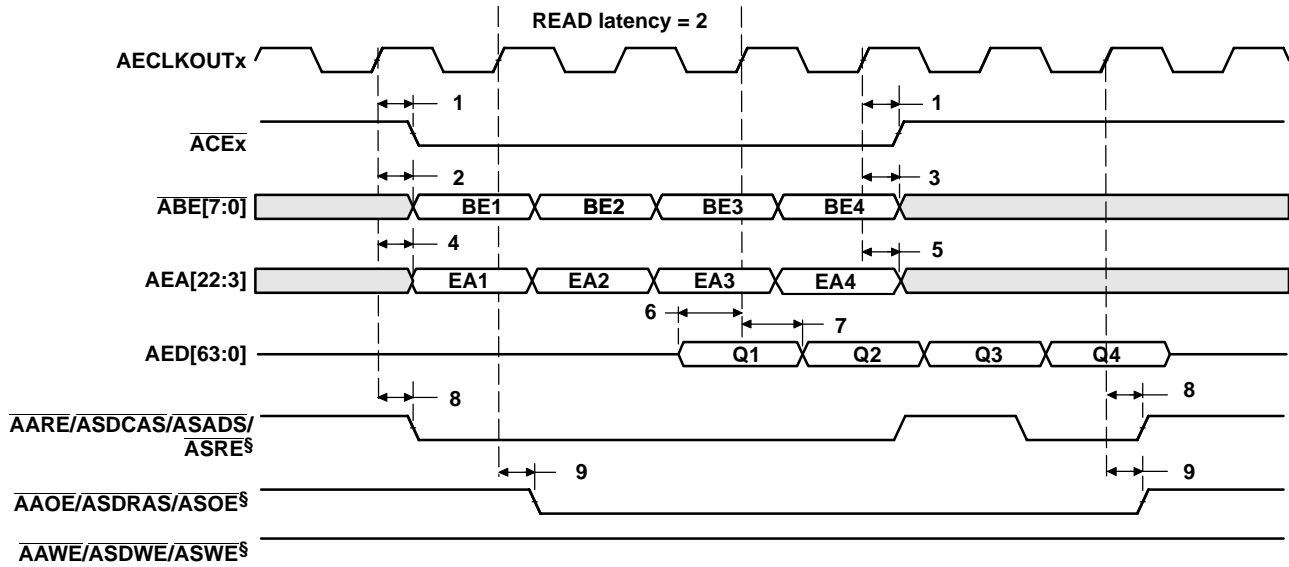 READ latency = 2
AECLKOUTx
1 1
ACEx
2 3
ABE[7:0] BE1 BE2 BE3 BE4
4 5
AEA[22:3] EA1 EA2 EA3 EA4
6 7
AED[63:0] Q1 Q2 Q3 Q4
8 8
AARE/ASDCAS/ASADS/
ASRE§
9 9
AAOE/ASDRAS/ASOE§
AAWE/ASDWE/ASWE§